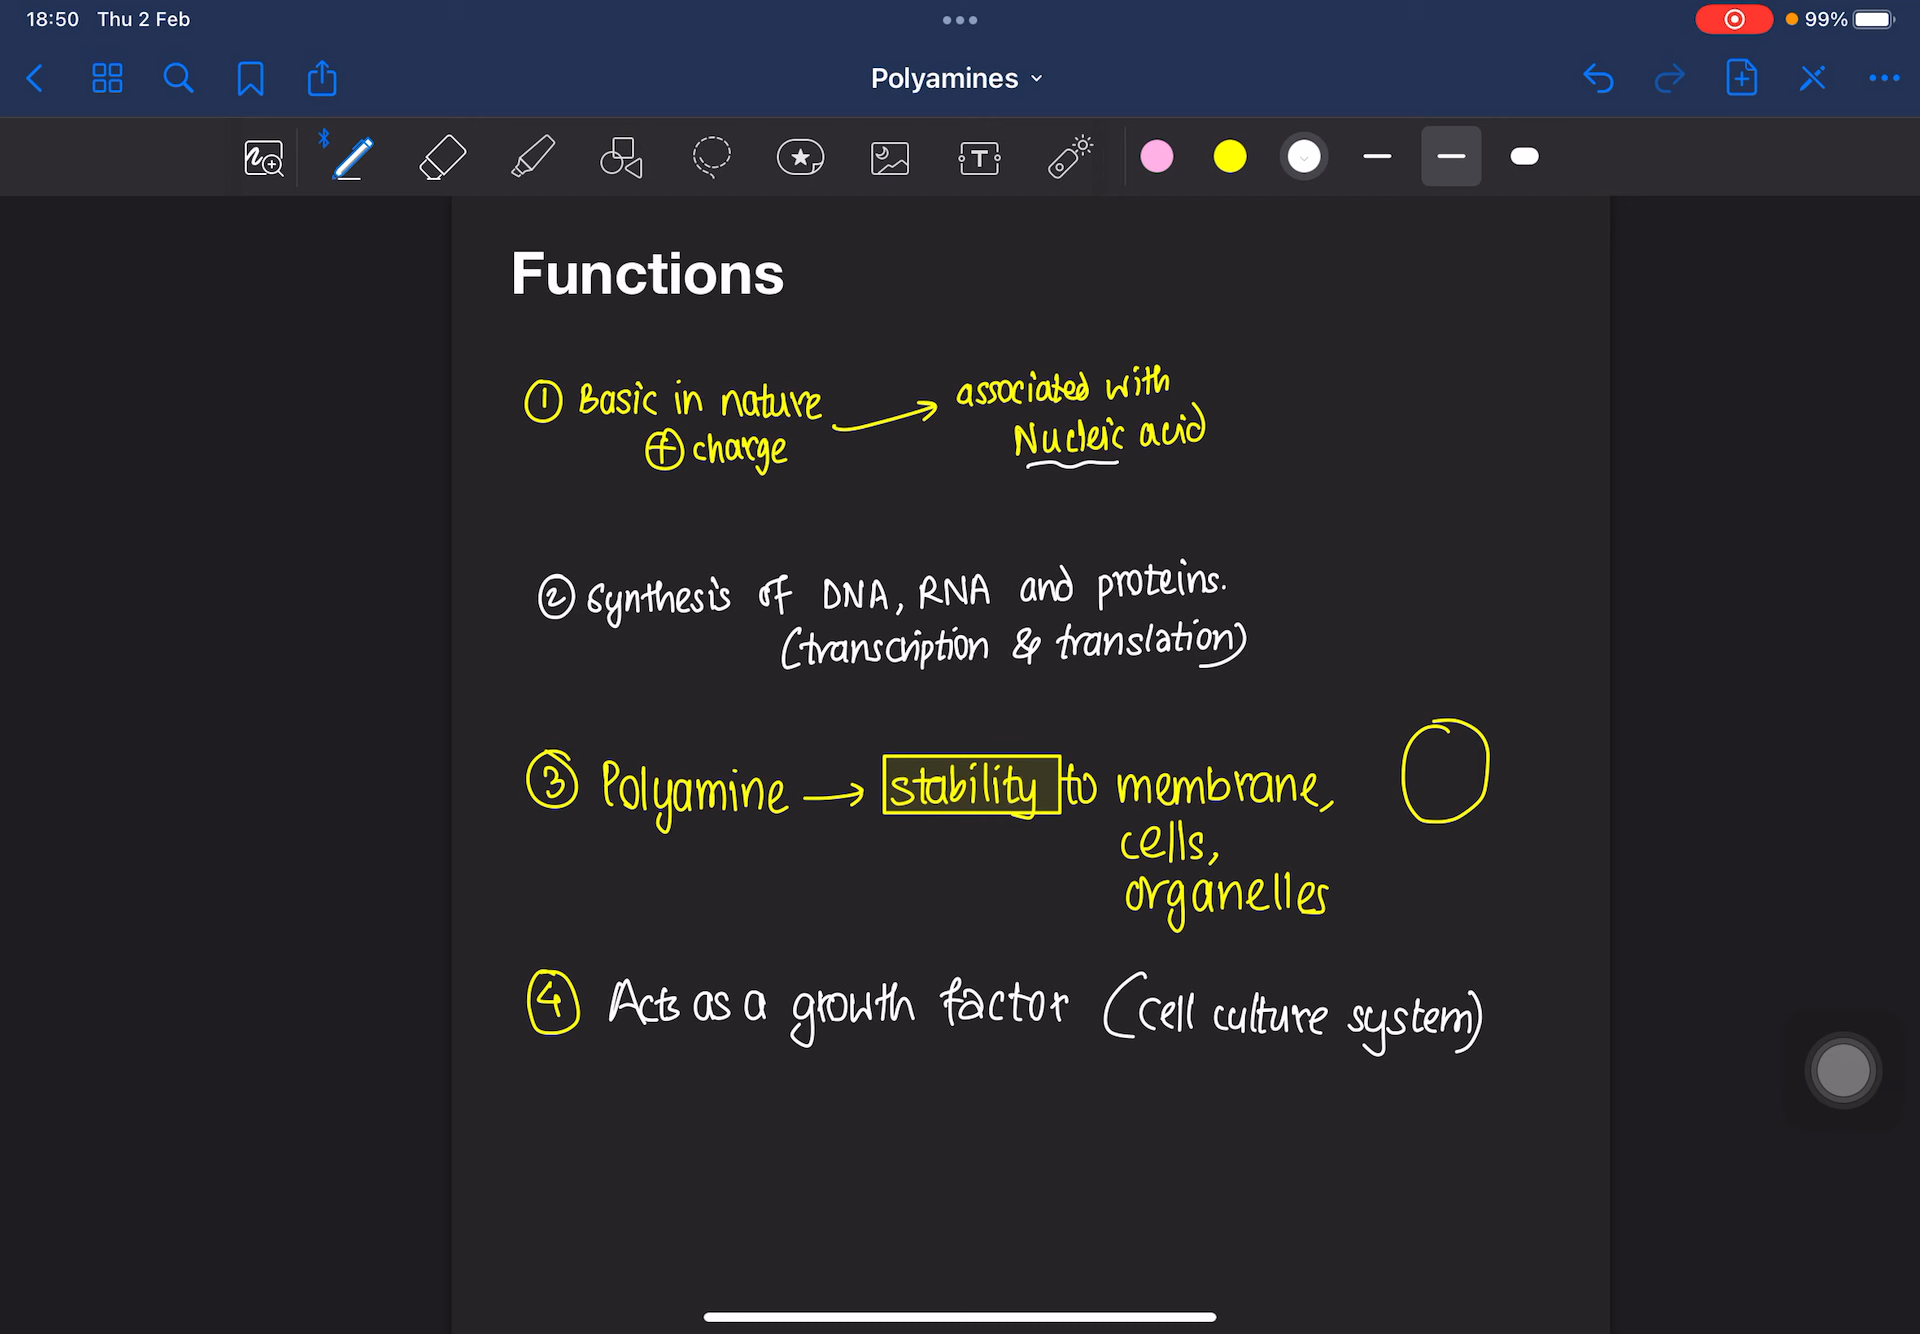 18:50 Thu 2 Feb
99%
Polyamines
T
Functions
① Basic in nature → associated with
⊕ charge Nucleic acid
② Synthesis of DNA, RNA and proteins.
(transcription & translation)
③ Polyamine → stability to membrane,
cells,
organelles
④ Acts as a growth factor (cell culture system)